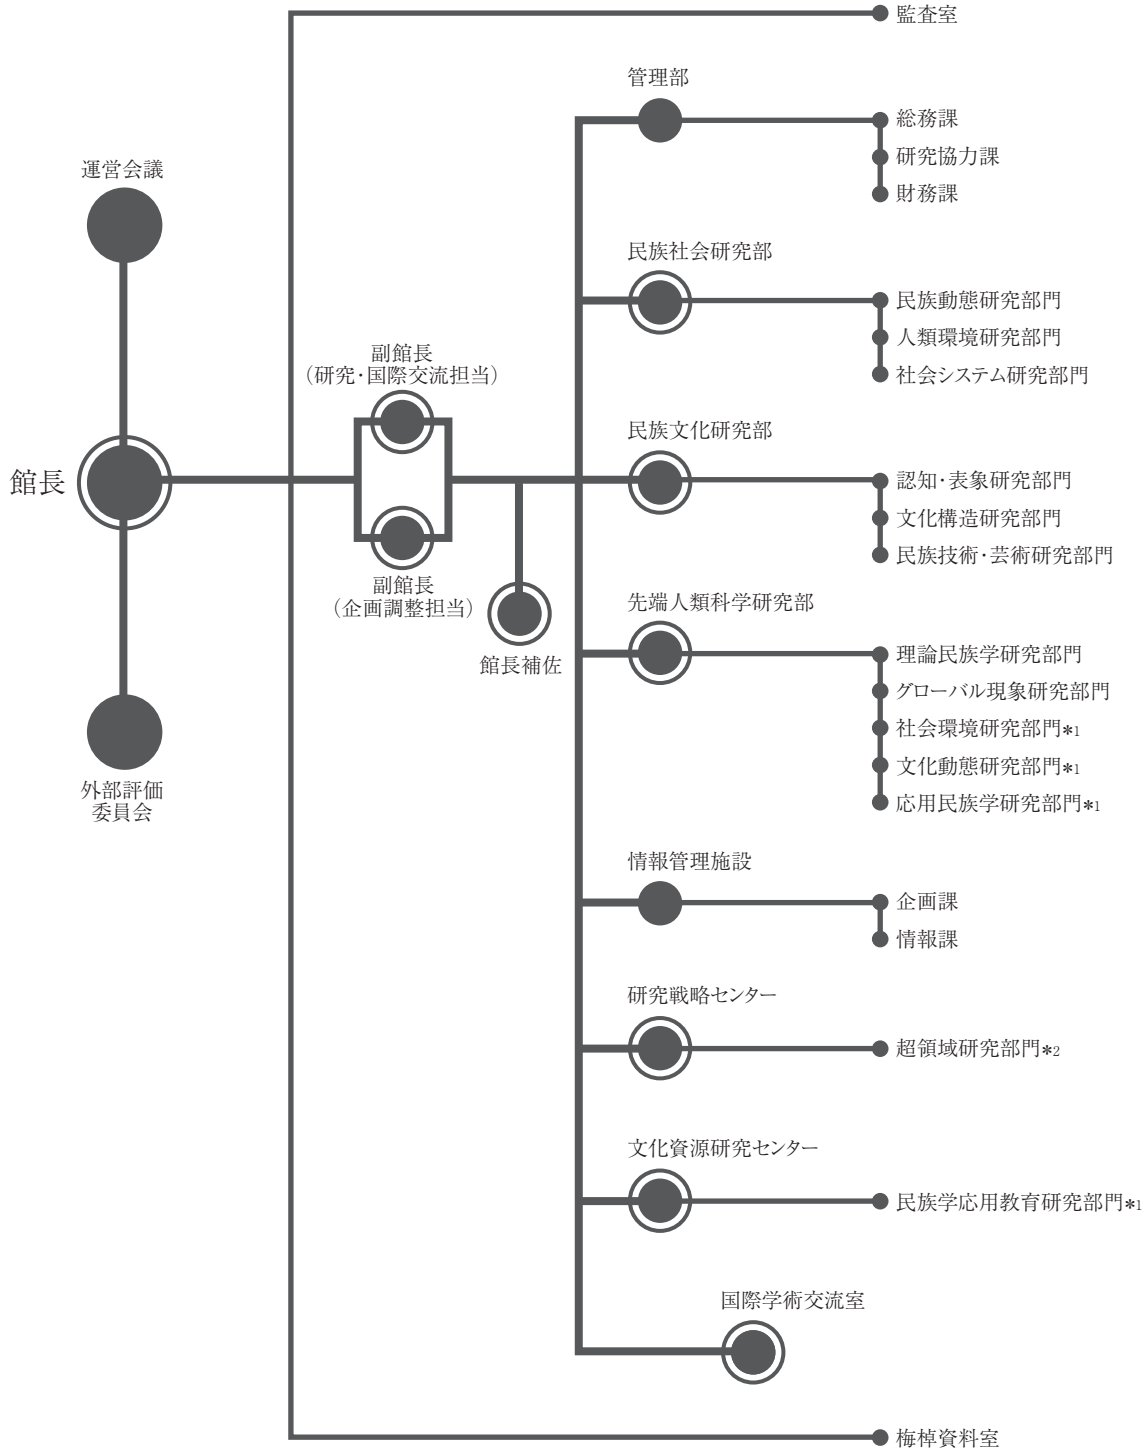 監査室
管理部
総務課
研究協力課
財務課
運営会議
民族社会研究部
民族動態研究部門
人類環境研究部門
社会システム研究部門
副館長
（研究・国際交流担当）
民族文化研究部
館長
認知・表象研究部門
文化構造研究部門
民族技術・芸術研究部門
副館長
（企画調整担当）
館長補佐
先端人類科学研究部
理論民族学研究部門
グローバル現象研究部門
社会環境研究部門*1
文化動態研究部門*1
応用民族学研究部門*1
外部評価
委員会
情報管理施設
企画課
情報課
研究戦略センター
超領域研究部門*2
文化資源研究センター
民族学応用教育研究部門*1
国際学術交流室
梅棹資料室